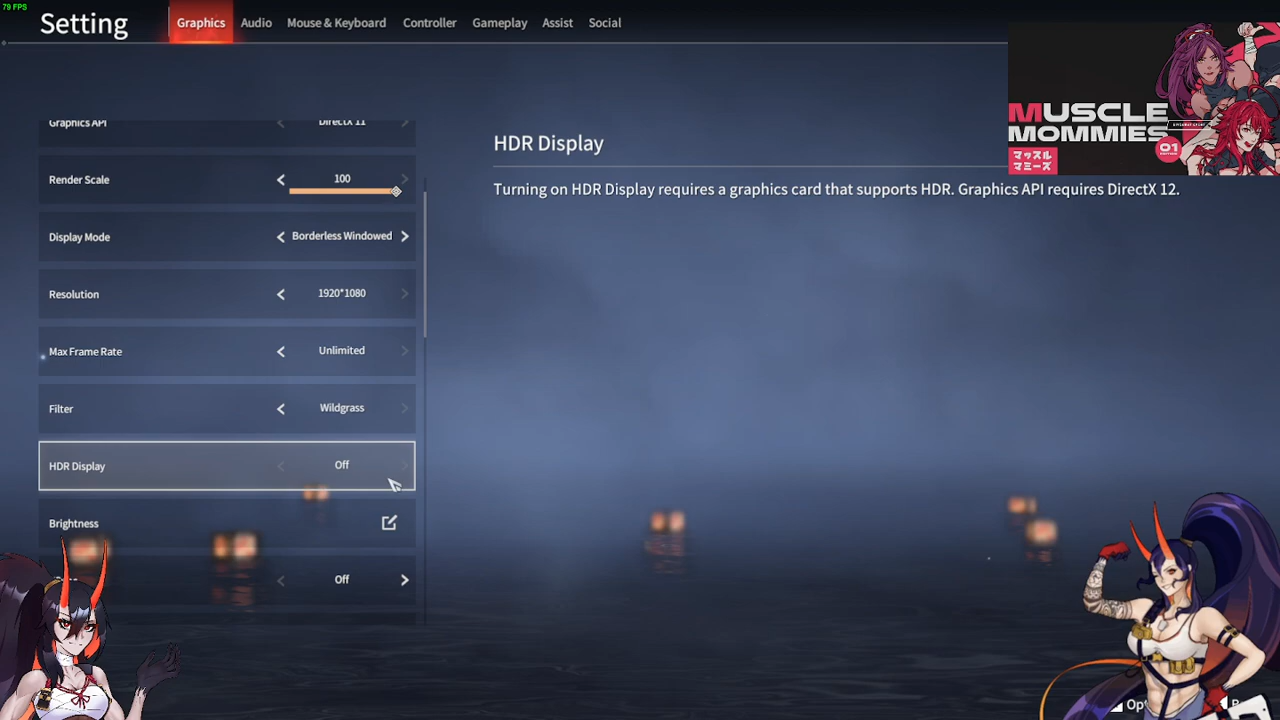 79 FPS
Setting
Graphics
Audio
Mouse & Keyboard
Controller
Gameplay
Assist
Social
MUSCLE
MOMMIES
01
マッスル
マミーズ
Graphics API
DirectX 11
HDR Display
Turning on HDR Display requires a graphics card that supports HDR. Graphics API requires DirectX 12.
Render Scale
100
Display Mode
Borderless Windowed
Resolution
1920*1080
Max Frame Rate
Unlimited
Filter
Wildgrass
HDR Display
Off
Brightness
Off